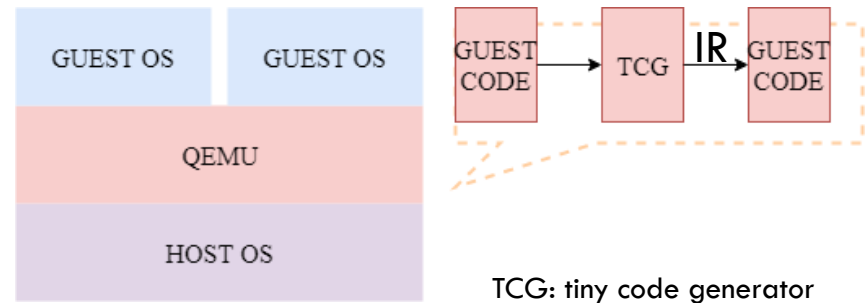 GUEST OS
GUEST OS
QEMU
HOST OS
GUEST
CODE
TCG
IR
GUEST
CODE
TCG: tiny code generator